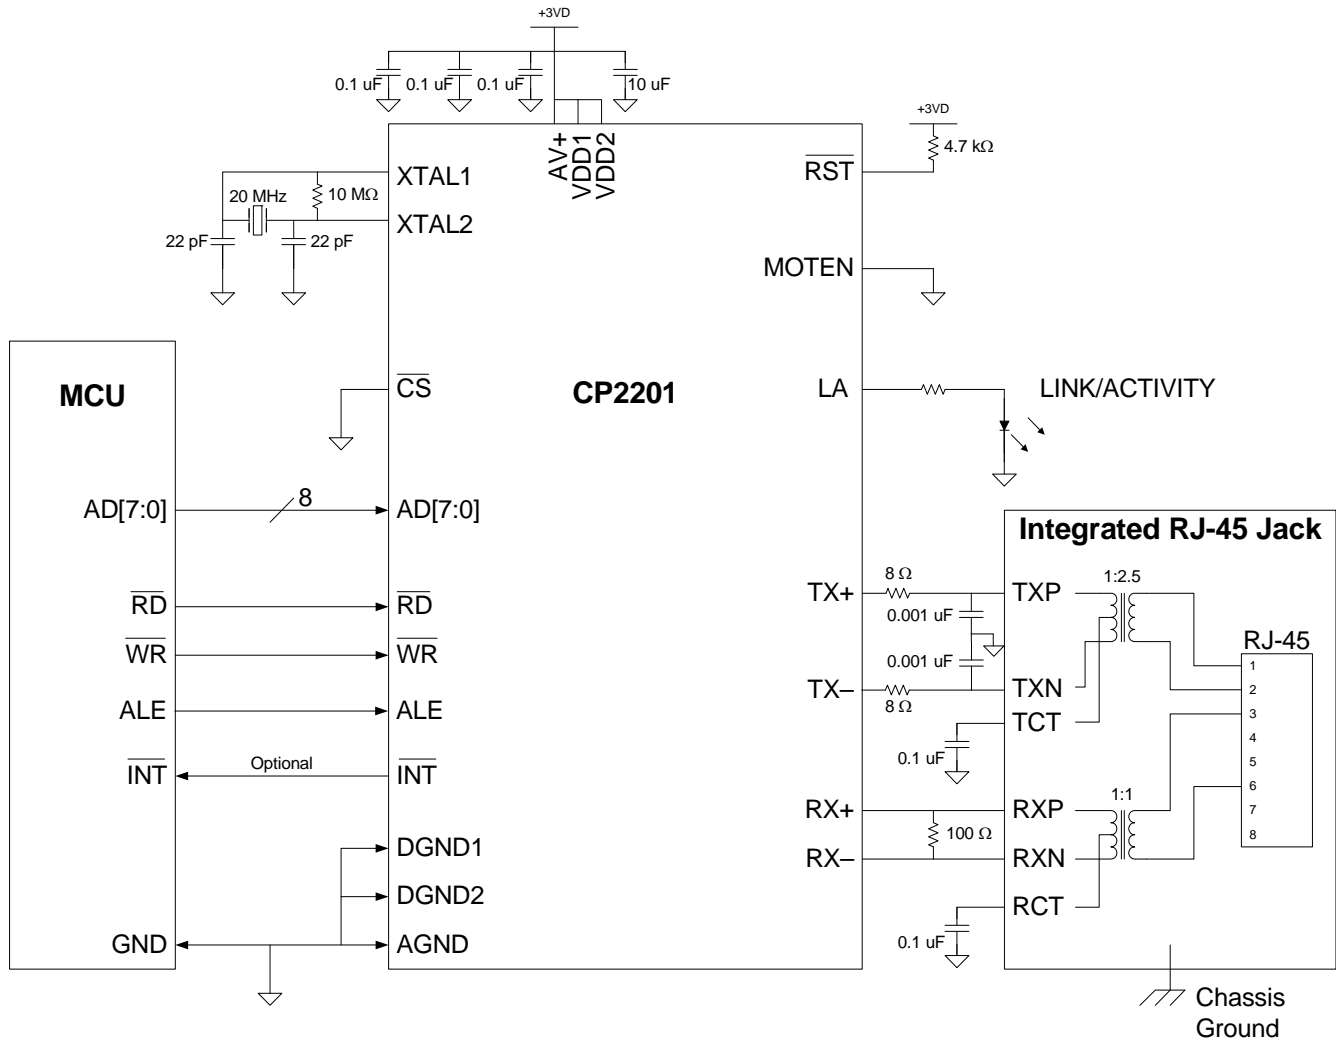 +3VD
0.1 uF
0.1 uF
0.1 uF
10 uF
+3VD
4.7 kΩ
AV+
VDD1
VDD2
XTAL1
RST
20 MHz
10 MΩ
XTAL2
22 pF
22 pF
MOTEN
MCU
CS
CP2201
LA
LINK/ACTIVITY
AD[7:0]
8
AD[7:0]
Integrated RJ-45 Jack
RD
RD
TX+
8 Ω
0.001 uF
TXP
1:2.5
WR
WR
0.001 uF
RJ-45
TX–
8 Ω
TXN
ALE
ALE
TCT
INT
Optional
INT
0.1 uF
1
2
3
4
5
6
7
8
RX+
RXP
1:1
100 Ω
DGND1
RX–
RXN
DGND2
RCT
GND
AGND
0.1 uF
Chassis
Ground